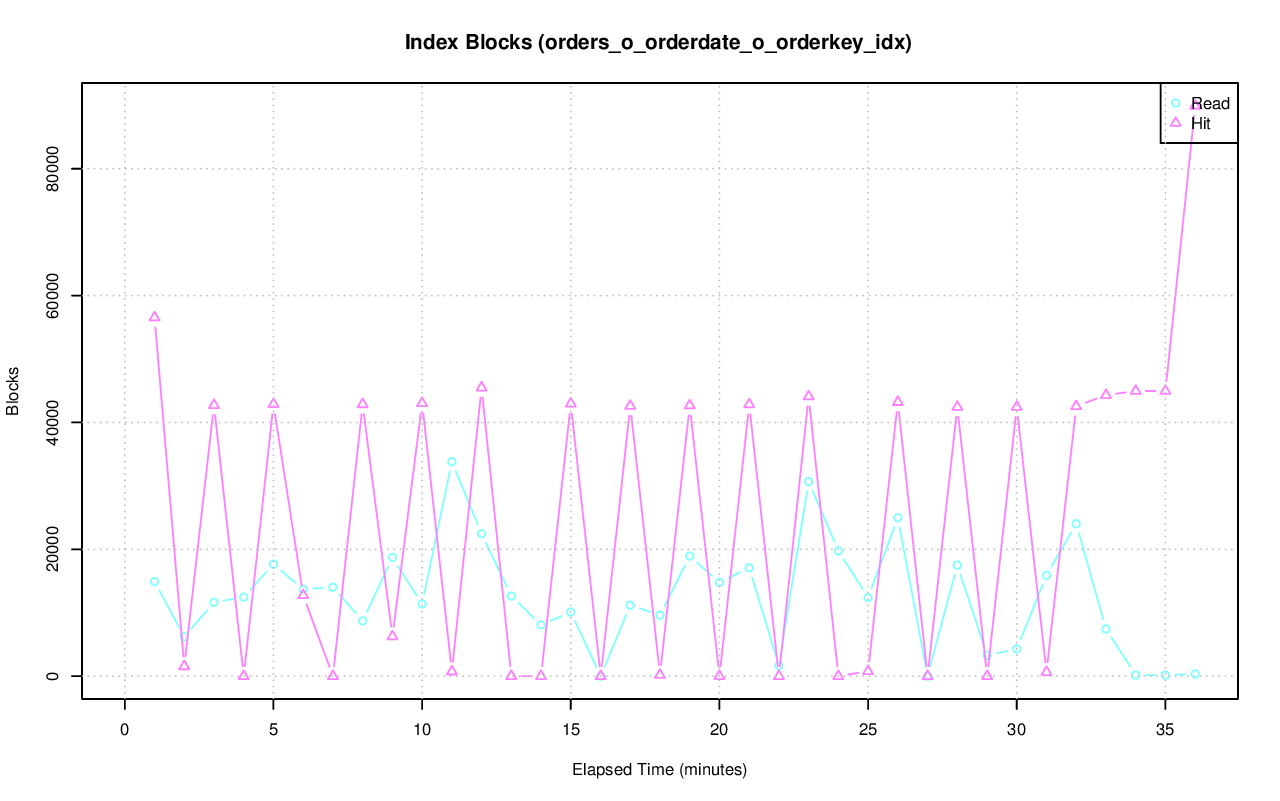 Index Blocks (orders_o_orderdate_o_orderkey_idx)
Read
Hit
80000
60000
40000
20000
0
Blocks
0 5 10 15 20 25 30 35
Elapsed Time (minutes)